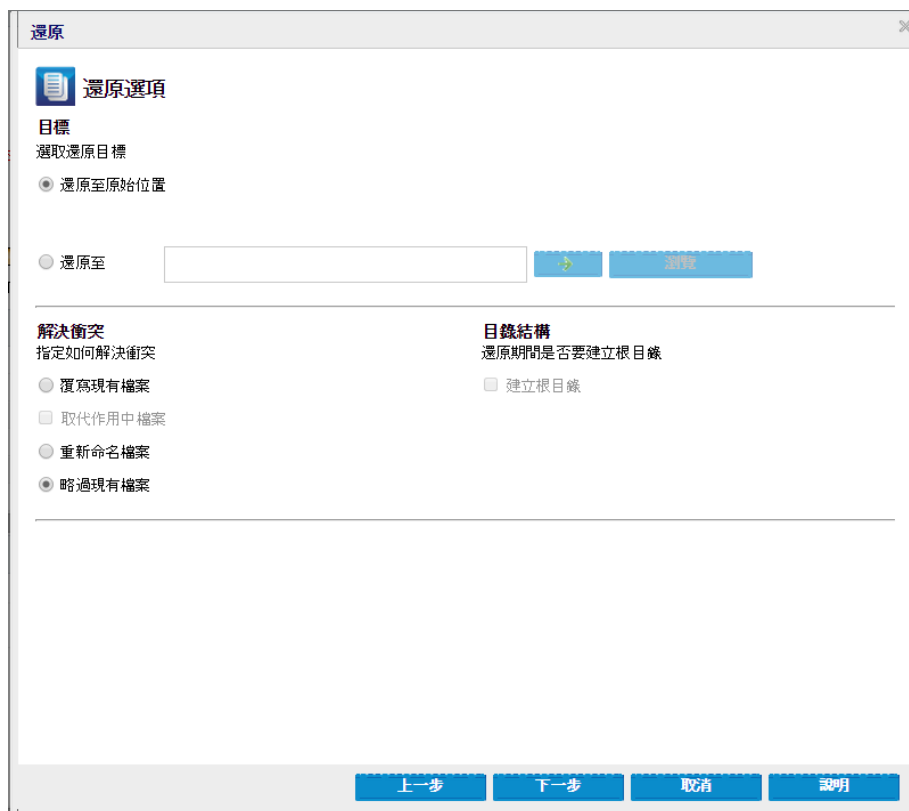 還原
還原選項
目標
選取還原目標
還原至原始位置
還原至
瀏覽
解決衝突
指定如何解決衝突
覆寫現有檔案
取代作用中檔案
重新命名檔案
略過現有檔案
目錄結構
還原期間是否要建立根目錄
建立根目錄
上一步
下一步
取消
說明